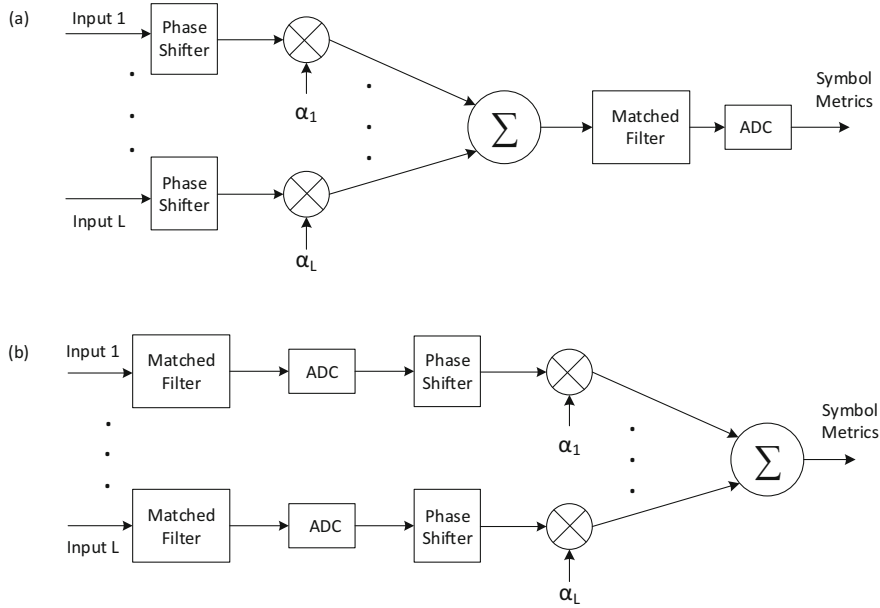 (a)
Input 1
Phase
Shifter
α1
Input L
Phase
Shifter
αL
Σ
Matched
Filter
ADC
Symbol
Metrics
(b)
Input 1
Matched
Filter
ADC
Phase
Shifter
α1
Input L
Matched
Filter
ADC
Phase
Shifter
αL
Σ
Symbol
Metrics